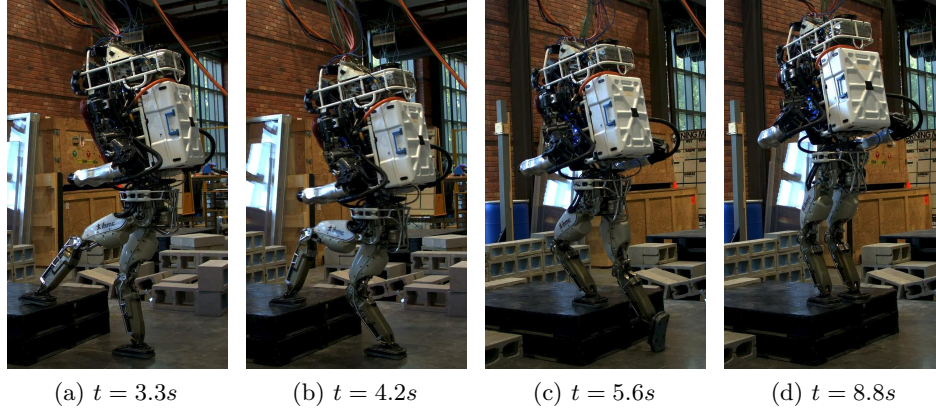 (a) t = 3.3s
(b) t = 4.2s
(c) t = 5.6s
(d) t = 8.8s